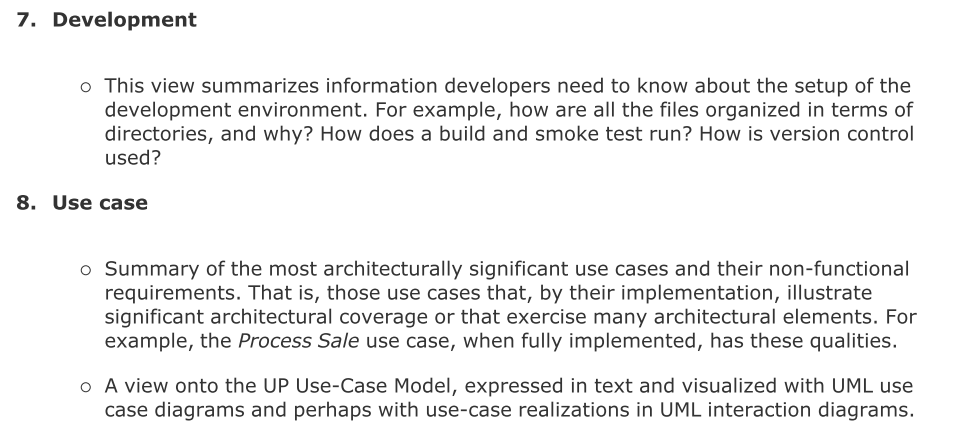 7. Development
○ This view summarizes information developers need to know about the setup of the
development environment. For example, how are all the files organized in terms of
directories, and why? How does a build and smoke test run? How is version control
used?
8. Use case
○ Summary of the most architecturally significant use cases and their non-functional
requirements. That is, those use cases that, by their implementation, illustrate
significant architectural coverage or that exercise many architectural elements. For
example, the Process Sale use case, when fully implemented, has these qualities.
○ A view onto the UP Use-Case Model, expressed in text and visualized with UML use
case diagrams and perhaps with use-case realizations in UML interaction diagrams.